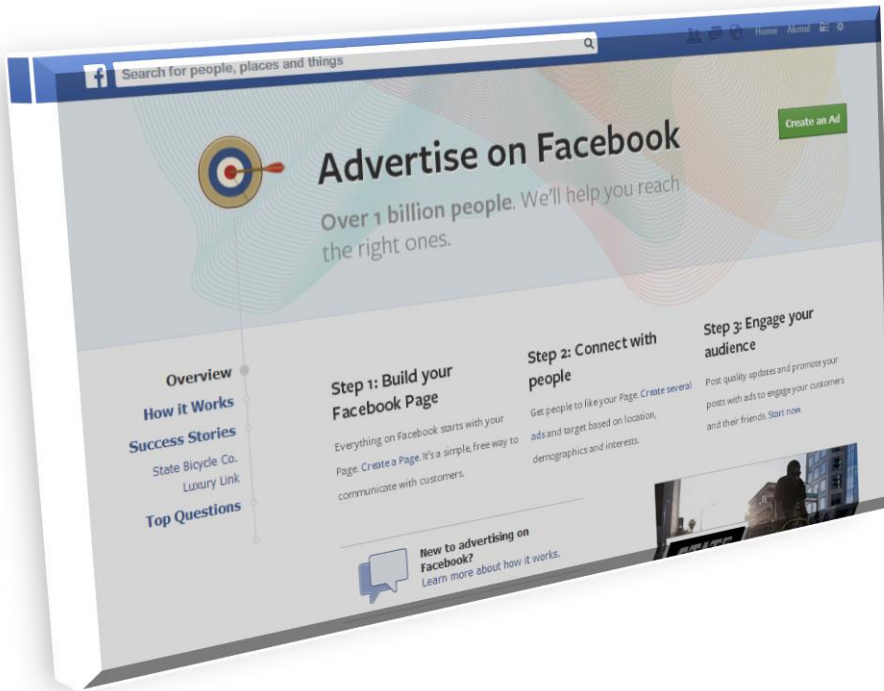 f
Search for people, places and things
Home Akmal
Create an Ad
Advertise on Facebook
Over 1 billion people. We'll help you reach
the right ones.
Overview
How it Works
Success Stories
State Bicycle Co.
Luxury Link
Top Questions
Step 1: Build your
Facebook Page
Everything on Facebook starts with your
Page. Create a Page. It's a simple, free way to
communicate with customers.
Step 2: Connect with
people
Get people to like your Page. Create several
ads and target based on location,
demographics and interests.
Step 3: Engage your
audience
Post quality updates and promote your
posts with ads to engage your customers
and their friends. Start now.
New to advertising on
Facebook?
Learn more about how it works.
STATE